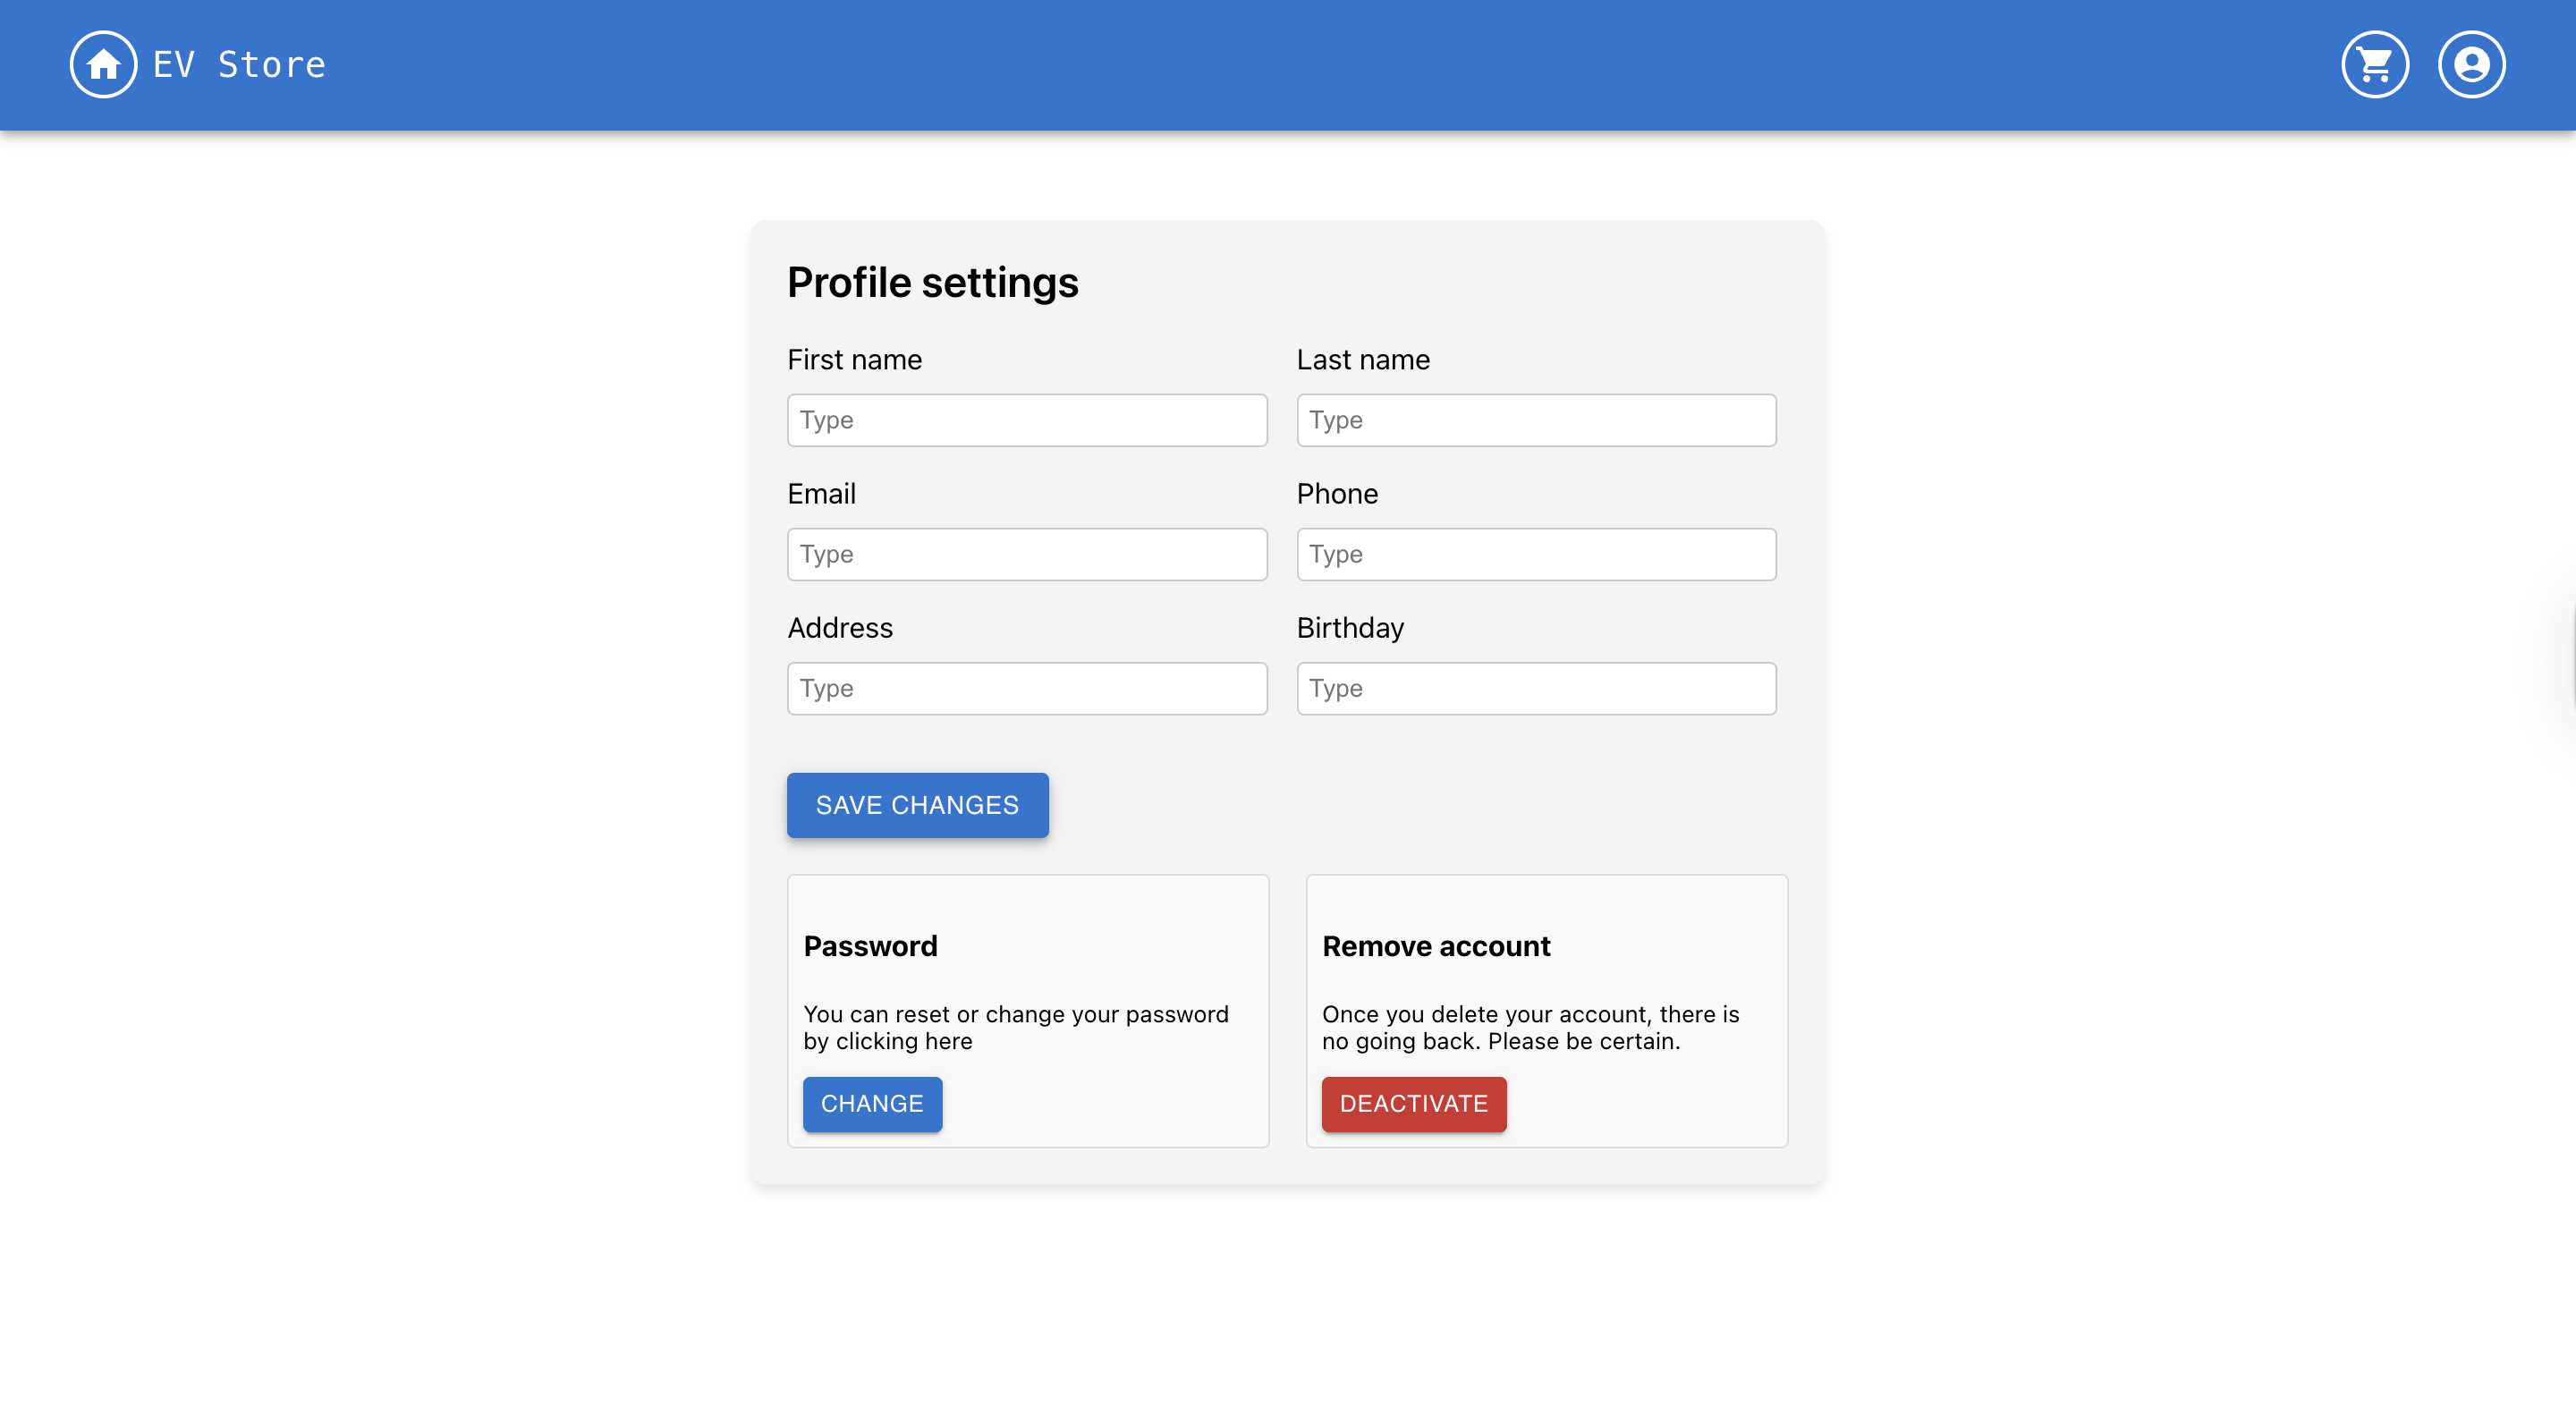 EV Store
Profile settings
First name
Last name
Type
Type
Email
Phone
Type
Type
Address
Birthday
Type
Type
SAVE CHANGES
Password
You can reset or change your password
by clicking here
CHANGE
Remove account
Once you delete your account, there is
no going back. Please be certain.
DEACTIVATE